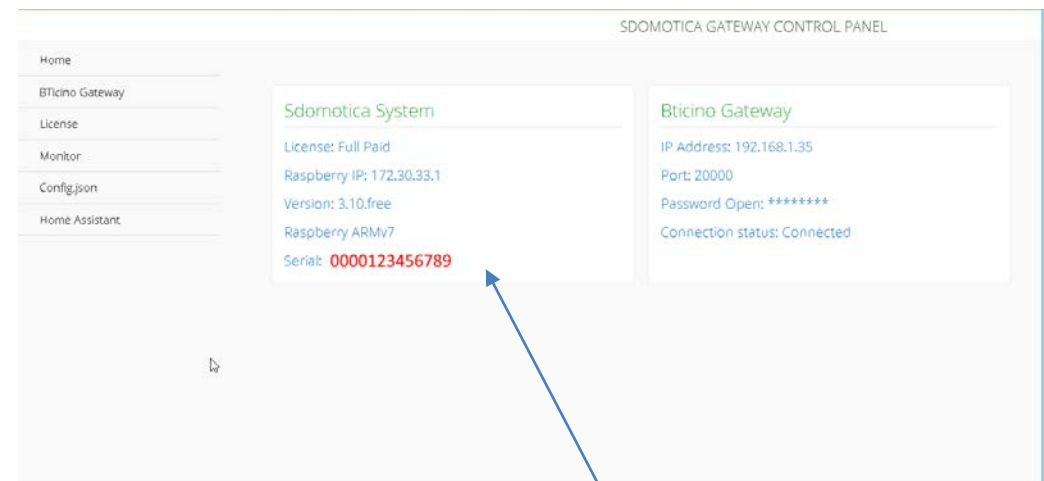 SDOMOTICA GATEWAY CONTROL PANEL
Home
BTicino Gateway
License
Monitor
Config.json
Home Assistant
Sdomotica System
License: Full Paid
Raspberry IP: 172.30.33.1
Version: 3.10.free
Raspberry ARMv7
Serial: 0000123456789
Bticino Gateway
IP Address: 192.168.1.35
Port: 20000
Password Open: ********
Connection status: Connected